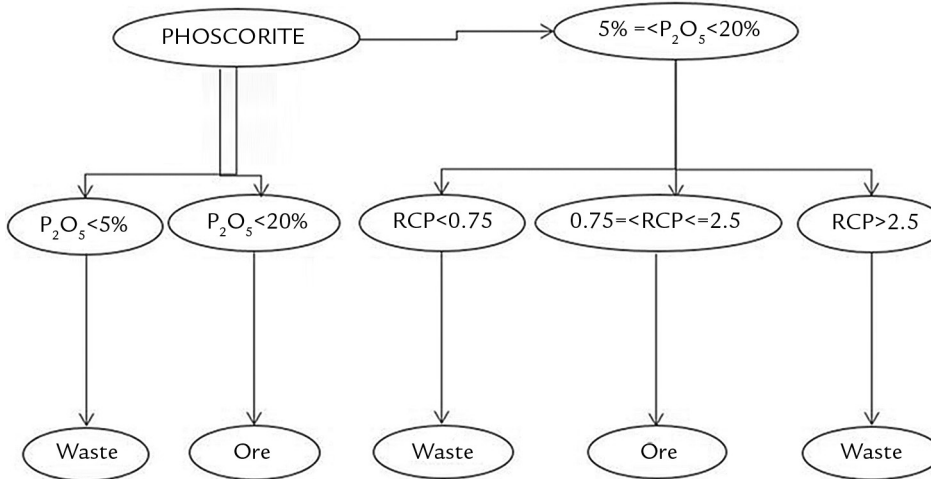 PHOSCORITE
5% =<P₂O₅<20%
P₂O₅<5%
P₂O₅<20%
RCP<0.75
0.75=<RCP<=2.5
RCP>2.5
Waste
Ore
Waste
Ore
Waste